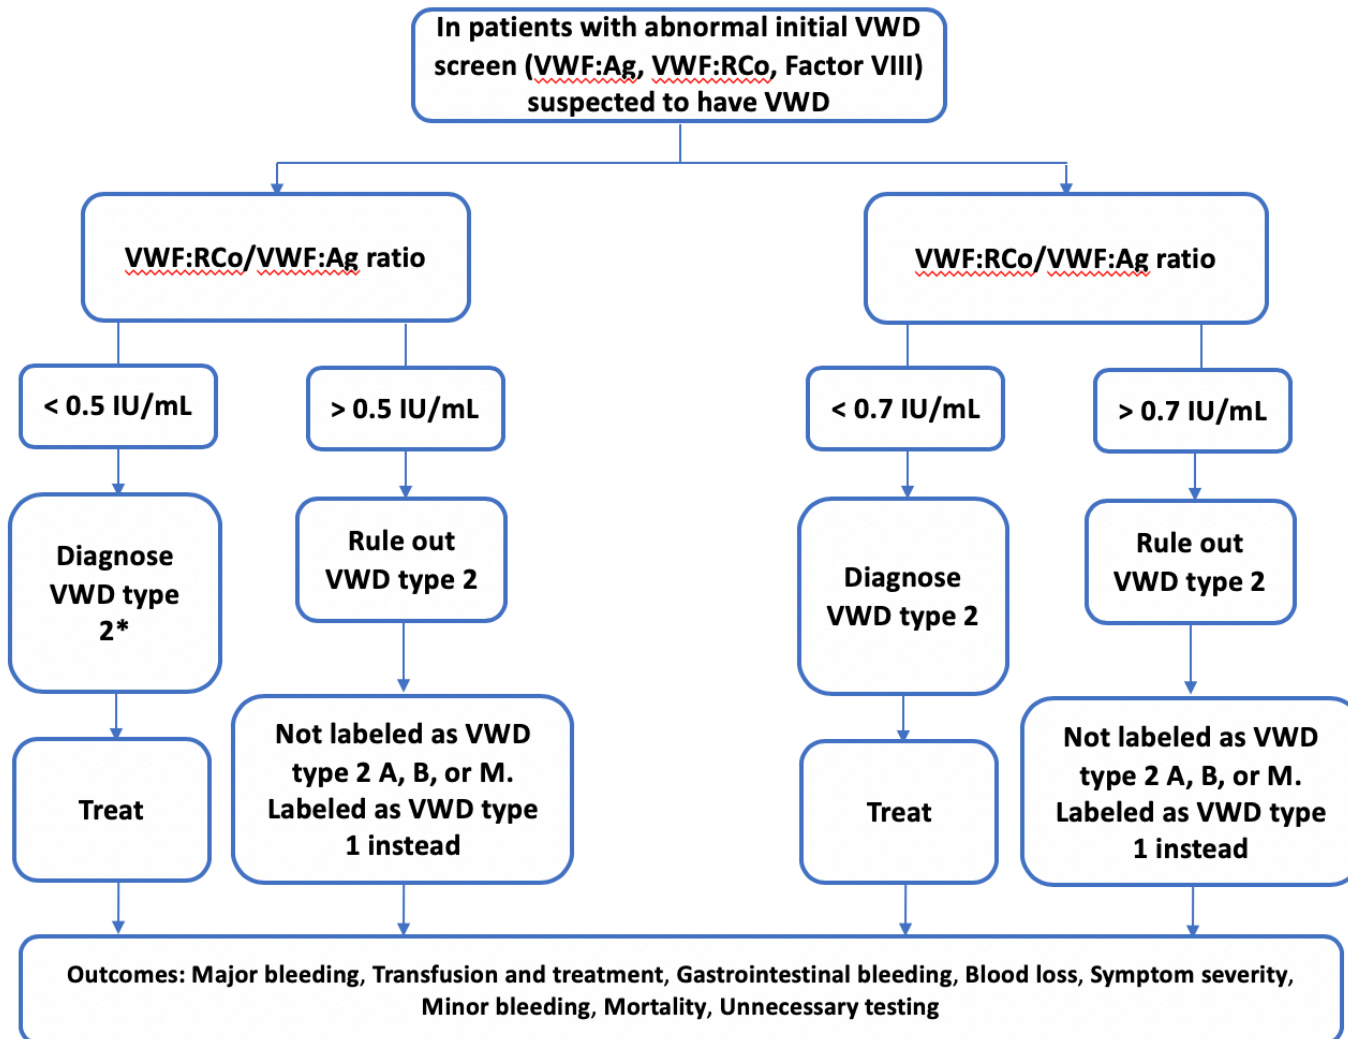 In patients with abnormal initial VWD
screen (VWF:Ag, VWF:RCo, Factor VIII)
suspected to have VWD
VWF:RCo/VWF:Ag ratio
VWF:RCo/VWF:Ag ratio
< 0.5 IU/mL
> 0.5 IU/mL
< 0.7 IU/mL
> 0.7 IU/mL
Diagnose
VWD type
2*
Rule out
VWD type 2
Diagnose
VWD type 2
Rule out
VWD type 2
Treat
Not labeled as VWD
type 2 A, B, or M.
Labeled as VWD type
1 instead
Treat
Not labeled as VWD
type 2 A, B, or M.
Labeled as VWD type
1 instead
Outcomes: Major bleeding, Transfusion and treatment, Gastrointestinal bleeding, Blood loss, Symptom severity,
Minor bleeding, Mortality, Unnecessary testing